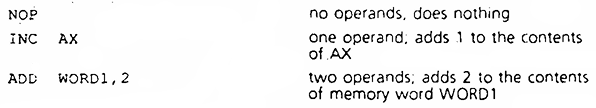 NOP no operands, does nothing
INC AX one operand; adds 1 to the contents
of AX
ADD WORD1,2 two operands; adds 2 to the contents
of memory word WORD1